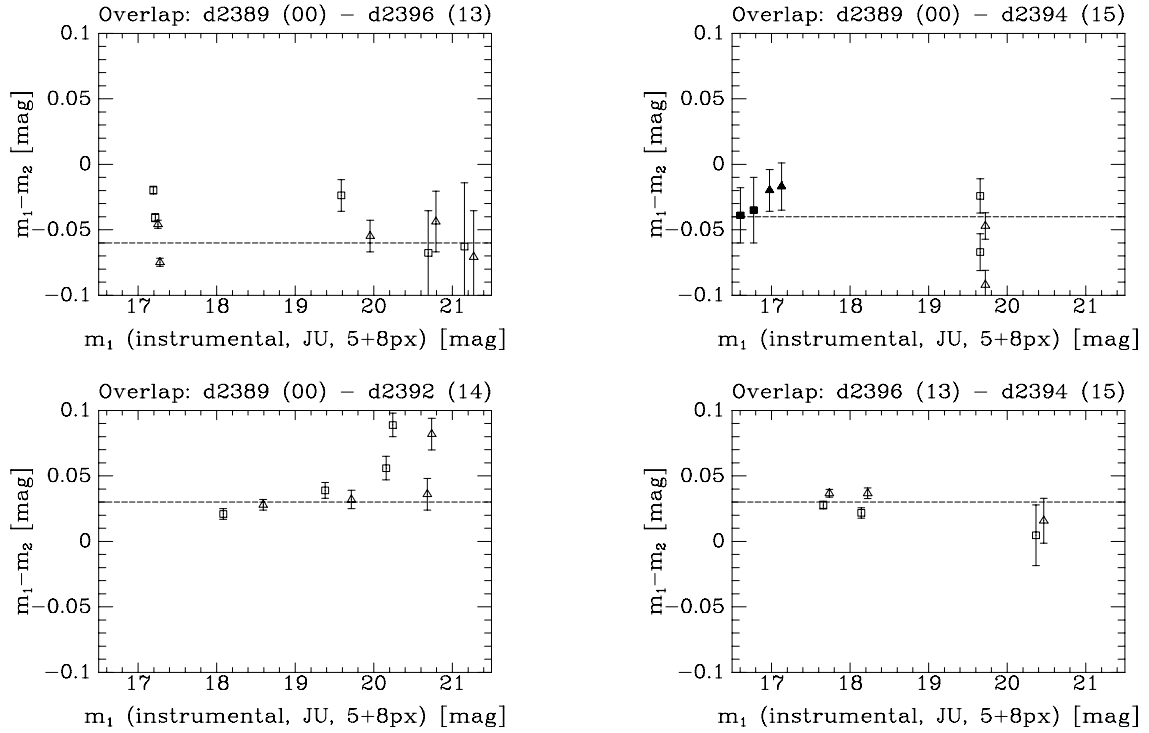 Overlap: d2389 (00) − d2396 (13)
0.1
0.05
0
−0.05
−0.1
m1−m2 [mag]
17 18 19 20 21
m1 (instrumental, JU, 5+8px) [mag]
Overlap: d2389 (00) − d2394 (15)
0.1
0.05
0
−0.05
−0.1
m1−m2 [mag]
17 18 19 20 21
m1 (instrumental, JU, 5+8px) [mag]
Overlap: d2389 (00) − d2392 (14)
0.1
0.05
0
−0.05
−0.1
m1−m2 [mag]
17 18 19 20 21
m1 (instrumental, JU, 5+8px) [mag]
Overlap: d2396 (13) − d2394 (15)
0.1
0.05
0
−0.05
−0.1
m1−m2 [mag]
17 18 19 20 21
m1 (instrumental, JU, 5+8px) [mag]